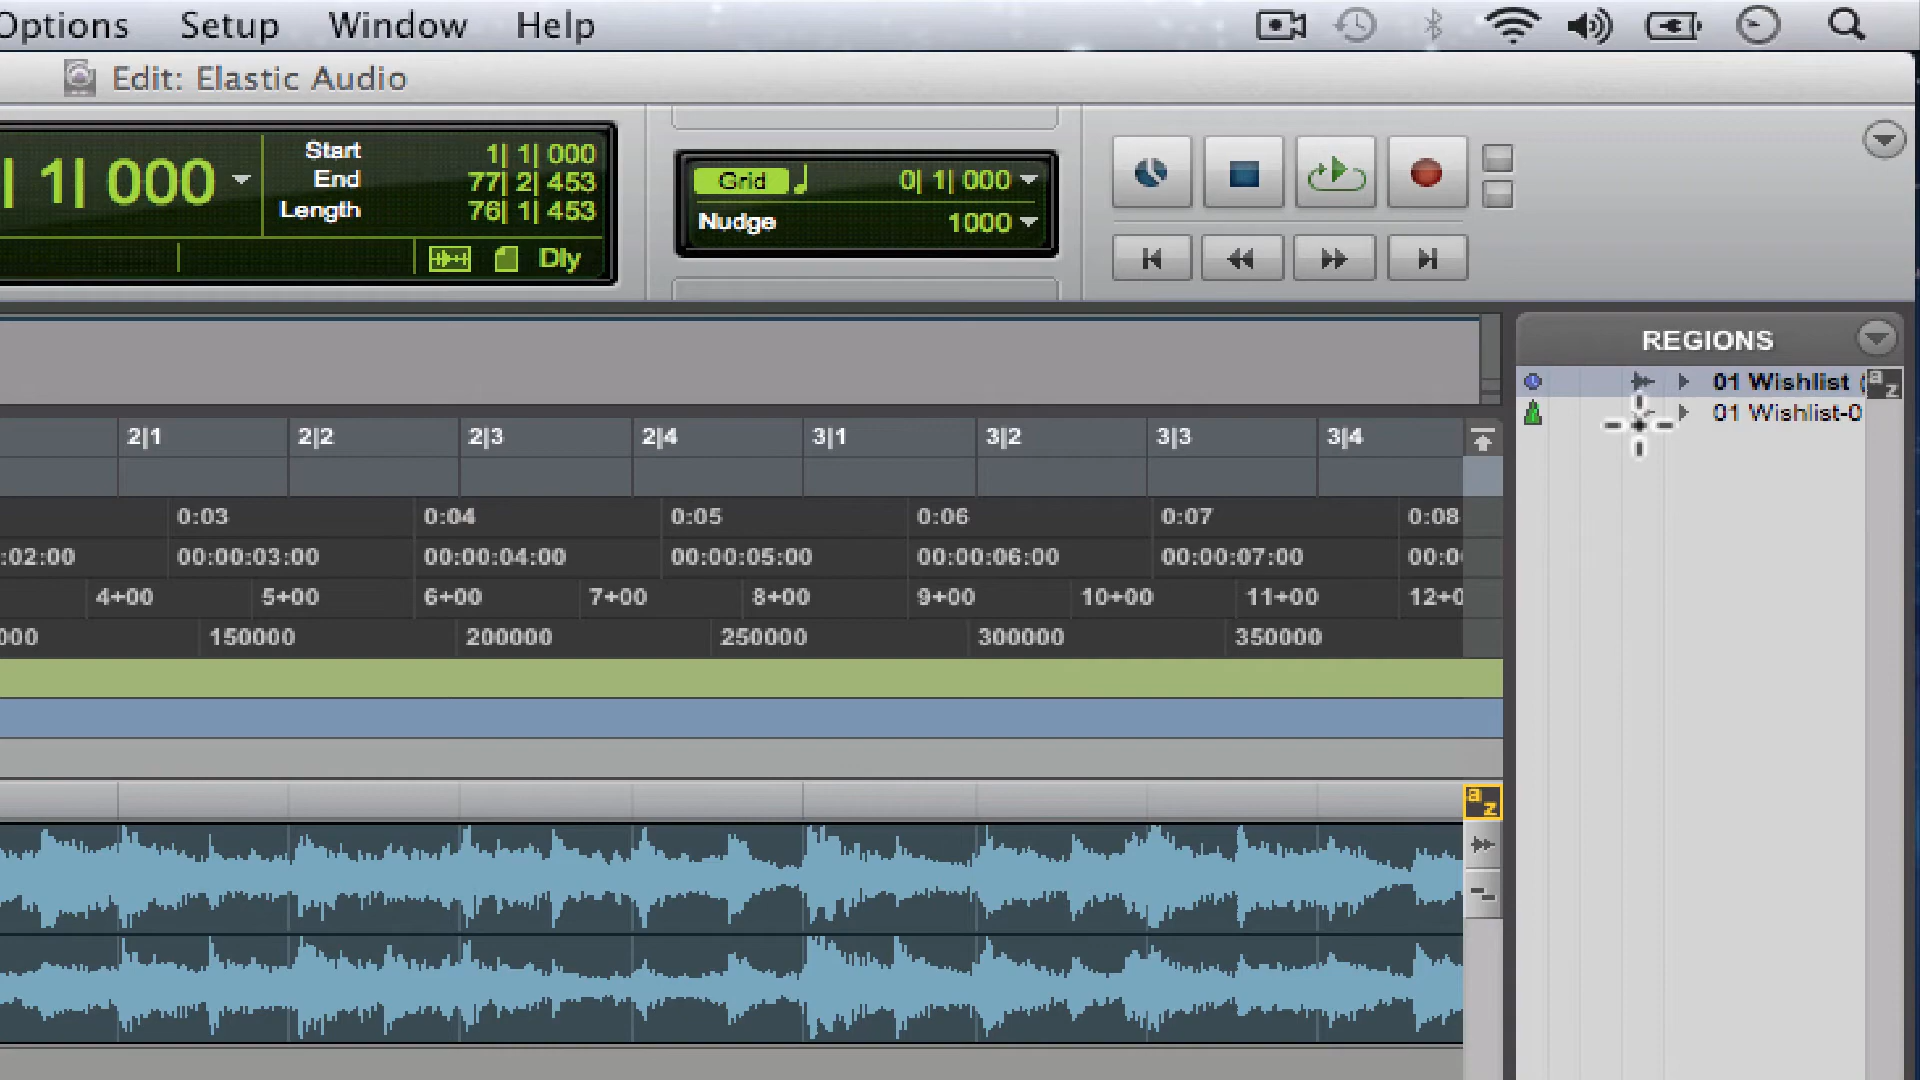 Options Setup Window Help
Edit: Elastic Audio
| 1| 000
Start 1| 1| 000
End 77| 2| 453
Length 76| 1| 453
Dly
Grid 0| 1| 000
Nudge 1000
REGIONS
01 Wishlist (
a z
01 Wishlist-0
2|1 2|2 2|3 2|4 3|1 3|2 3|3 3|4
0:03 0:04 0:05 0:06 0:07 0:08
:02:00 00:00:03:00 00:00:04:00 00:00:05:00 00:00:06:00 00:00:07:00 00:0
4+00 5+00 6+00 7+00 8+00 9+00 10+00 11+00 12+0
000 150000 200000 250000 300000 350000
a z